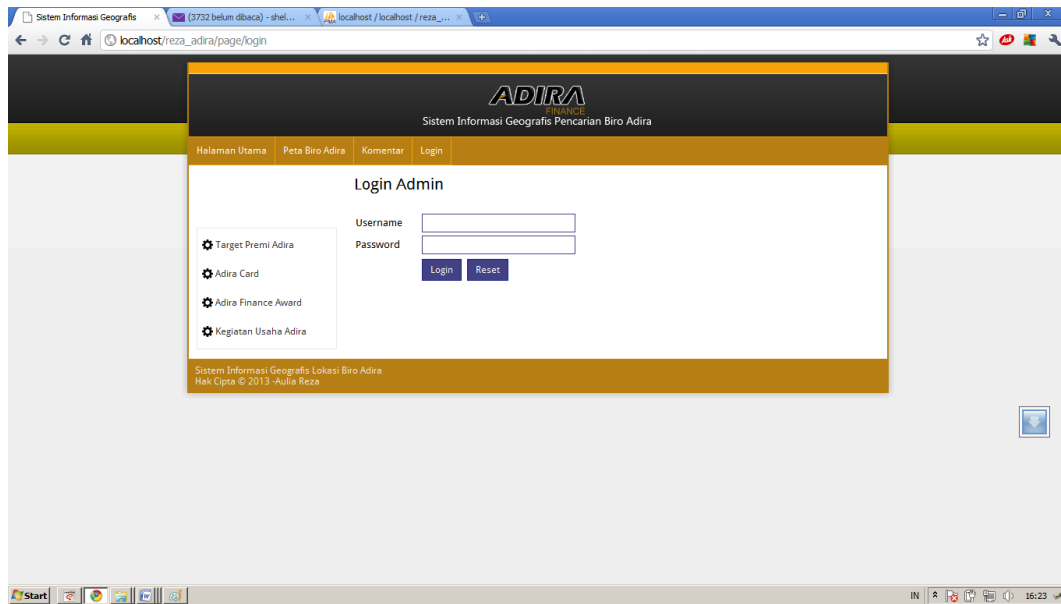 Sistem Informasi Geografis
(3732 belum dibaca) - shel...
localhost / localhost / reza_...
localhost/reza_adira/page/login
Ask
ADIRA
FINANCE
Sistem Informasi Geografis Pencarian Biro Adira
Halaman Utama Peta Biro Adira Komentar Login
Login Admin
Username
Password
Login Reset
Target Premi Adira
Adira Card
Adira Finance Award
Kegiatan Usaha Adira
Sistem Informasi Geografis Lokasi Biro Adira
Hak Cipta © 2013 -Aulia Reza
Start
IN
16:23